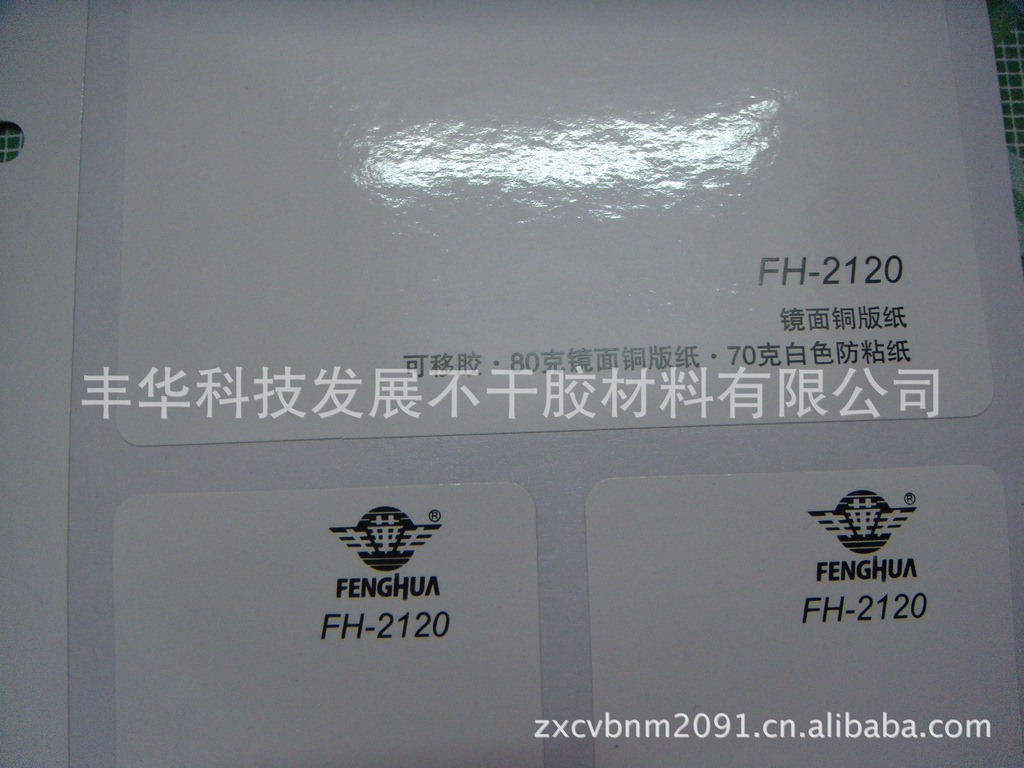 FH-2120
镜面铜版纸
可移胶·80克镜面铜版纸·70克白色防粘纸
丰华科技发展不干胶材料有限公司
華 ®
FENGHUA
FH-2120
華 ®
FENGHUA
FH-2120
zxcvbnm2091.cn.alibaba.com